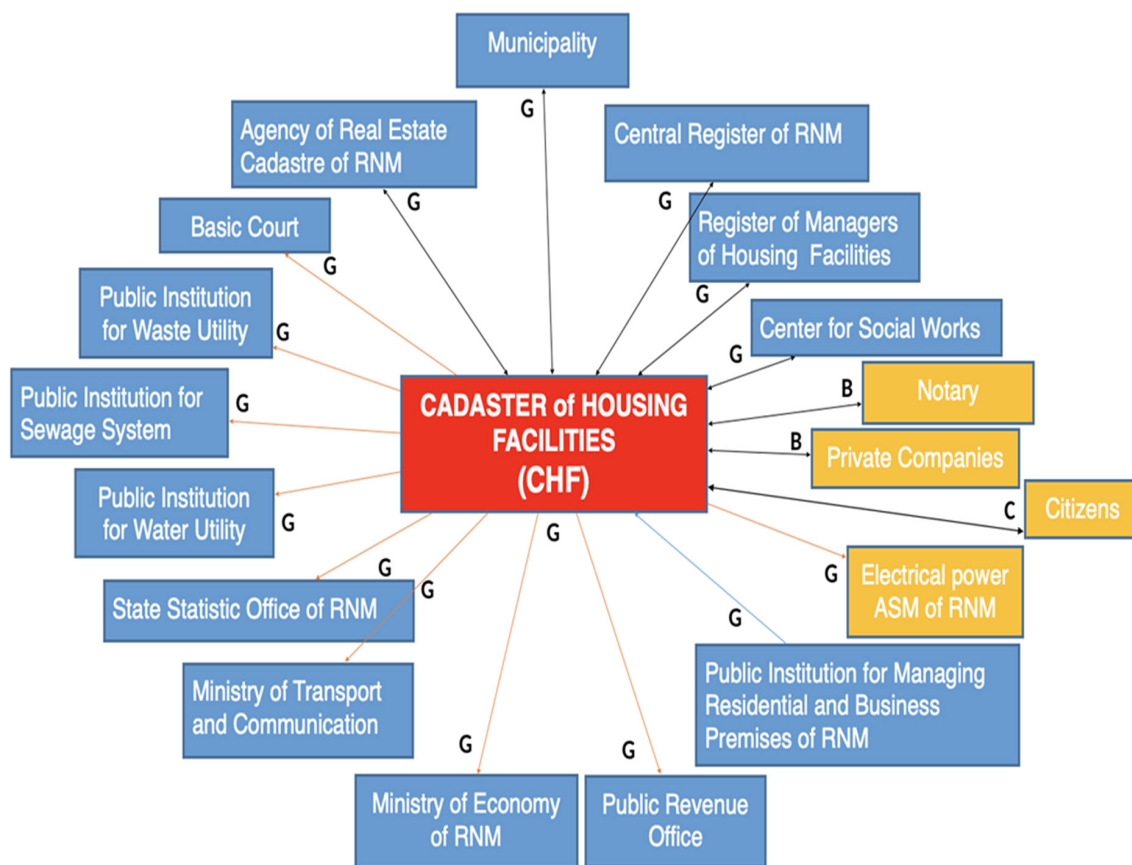 Municipality
G
Agency of Real Estate
Cadastre of RNM
G
Central Register of RNM
G
Basic Court
G
Register of Managers
of Housing Facilities
G
Public Institution
for Waste Utility
G
Center for Social Works
G
Public Institution for
Sewage System
G
CADASTER of HOUSING
FACILITIES
(CHF)
B
Notary
B
Private Companies
Public Institution
for Water Utility
G
C
Citizens
G
State Statistic Office of RNM
G
G
G
Electrical power
ASM of RNM
G
Ministry of Transport
and Communication
Public Institution for Managing
Residential and Business
Premises of RNM
G
G
Ministry of Economy
of RNM
G
Public Revenue
Office